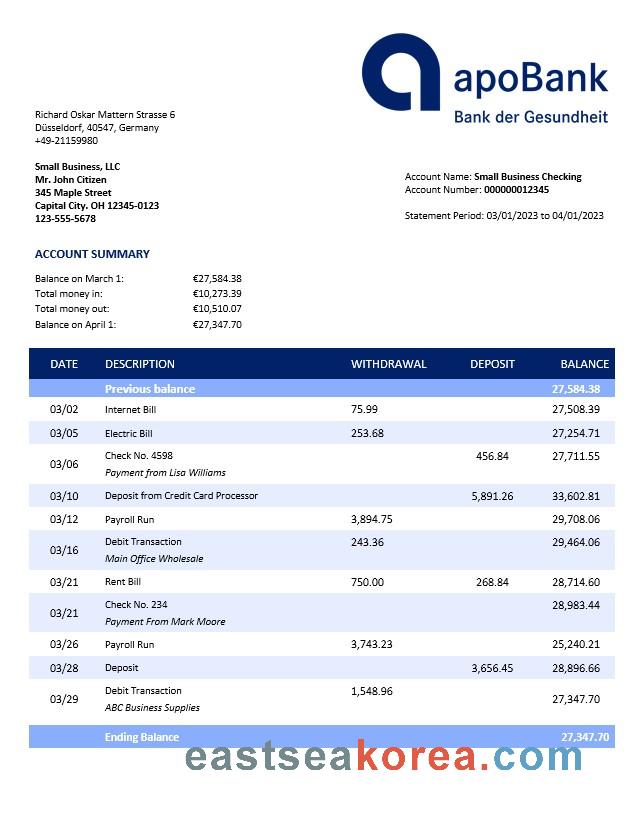 apoBank
Bank der Gesundheit
Richard Oskar Mattern Strasse 6
Düsseldorf, 40547, Germany
+49-21159980
Small Business, LLC
Mr. John Citizen
345 Maple Street
Capital City. OH 12345-0123
123-555-5678
Account Name: Small Business Checking
Account Number: 000000012345
Statement Period: 03/01/2023 to 04/01/2023
ACCOUNT SUMMARY
Balance on March 1: €27,584.38
Total money in: €10,273.39
Total money out: €10,510.07
Balance on April 1: €27,347.70
DATE DESCRIPTION WITHDRAWAL DEPOSIT BALANCE
Previous balance 27,584.38
03/02 Internet Bill 75.99 27,508.39
03/05 Electric Bill 253.68 27,254.71
03/06 Check No. 4598 456.84 27,711.55
Payment from Lisa Williams
03/10 Deposit from Credit Card Processor 5,891.26 33,602.81
03/12 Payroll Run 3,894.75 29,708.06
03/16 Debit Transaction 243.36 29,464.06
Main Office Wholesale
03/21 Rent Bill 750.00 268.84 28,714.60
03/21 Check No. 234 28,983.44
Payment From Mark Moore
03/26 Payroll Run 3,743.23 25,240.21
03/28 Deposit 3,656.45 28,896.66
03/29 Debit Transaction 1,548.96 27,347.70
ABC Business Supplies
Ending Balance 27,347.70
eastseakorea.com